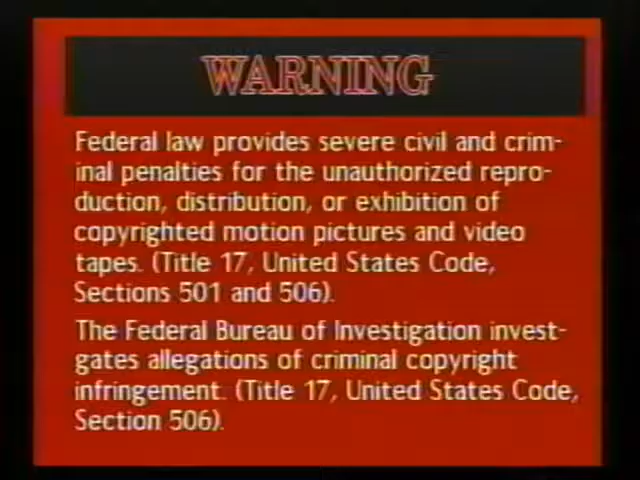 WARNING
Federal law provides severe civil and crim-
inal penalties for the unauthorized repro-
duction, distribution, or exhibition of
copyrighted motion pictures and video
tapes. (Title 17, United States Code,
Sections 501 and 506).
The Federal Bureau of Investigation invest-
gates allegations of criminal copyright
infringement. (Title 17, United States Code,
Section 506).